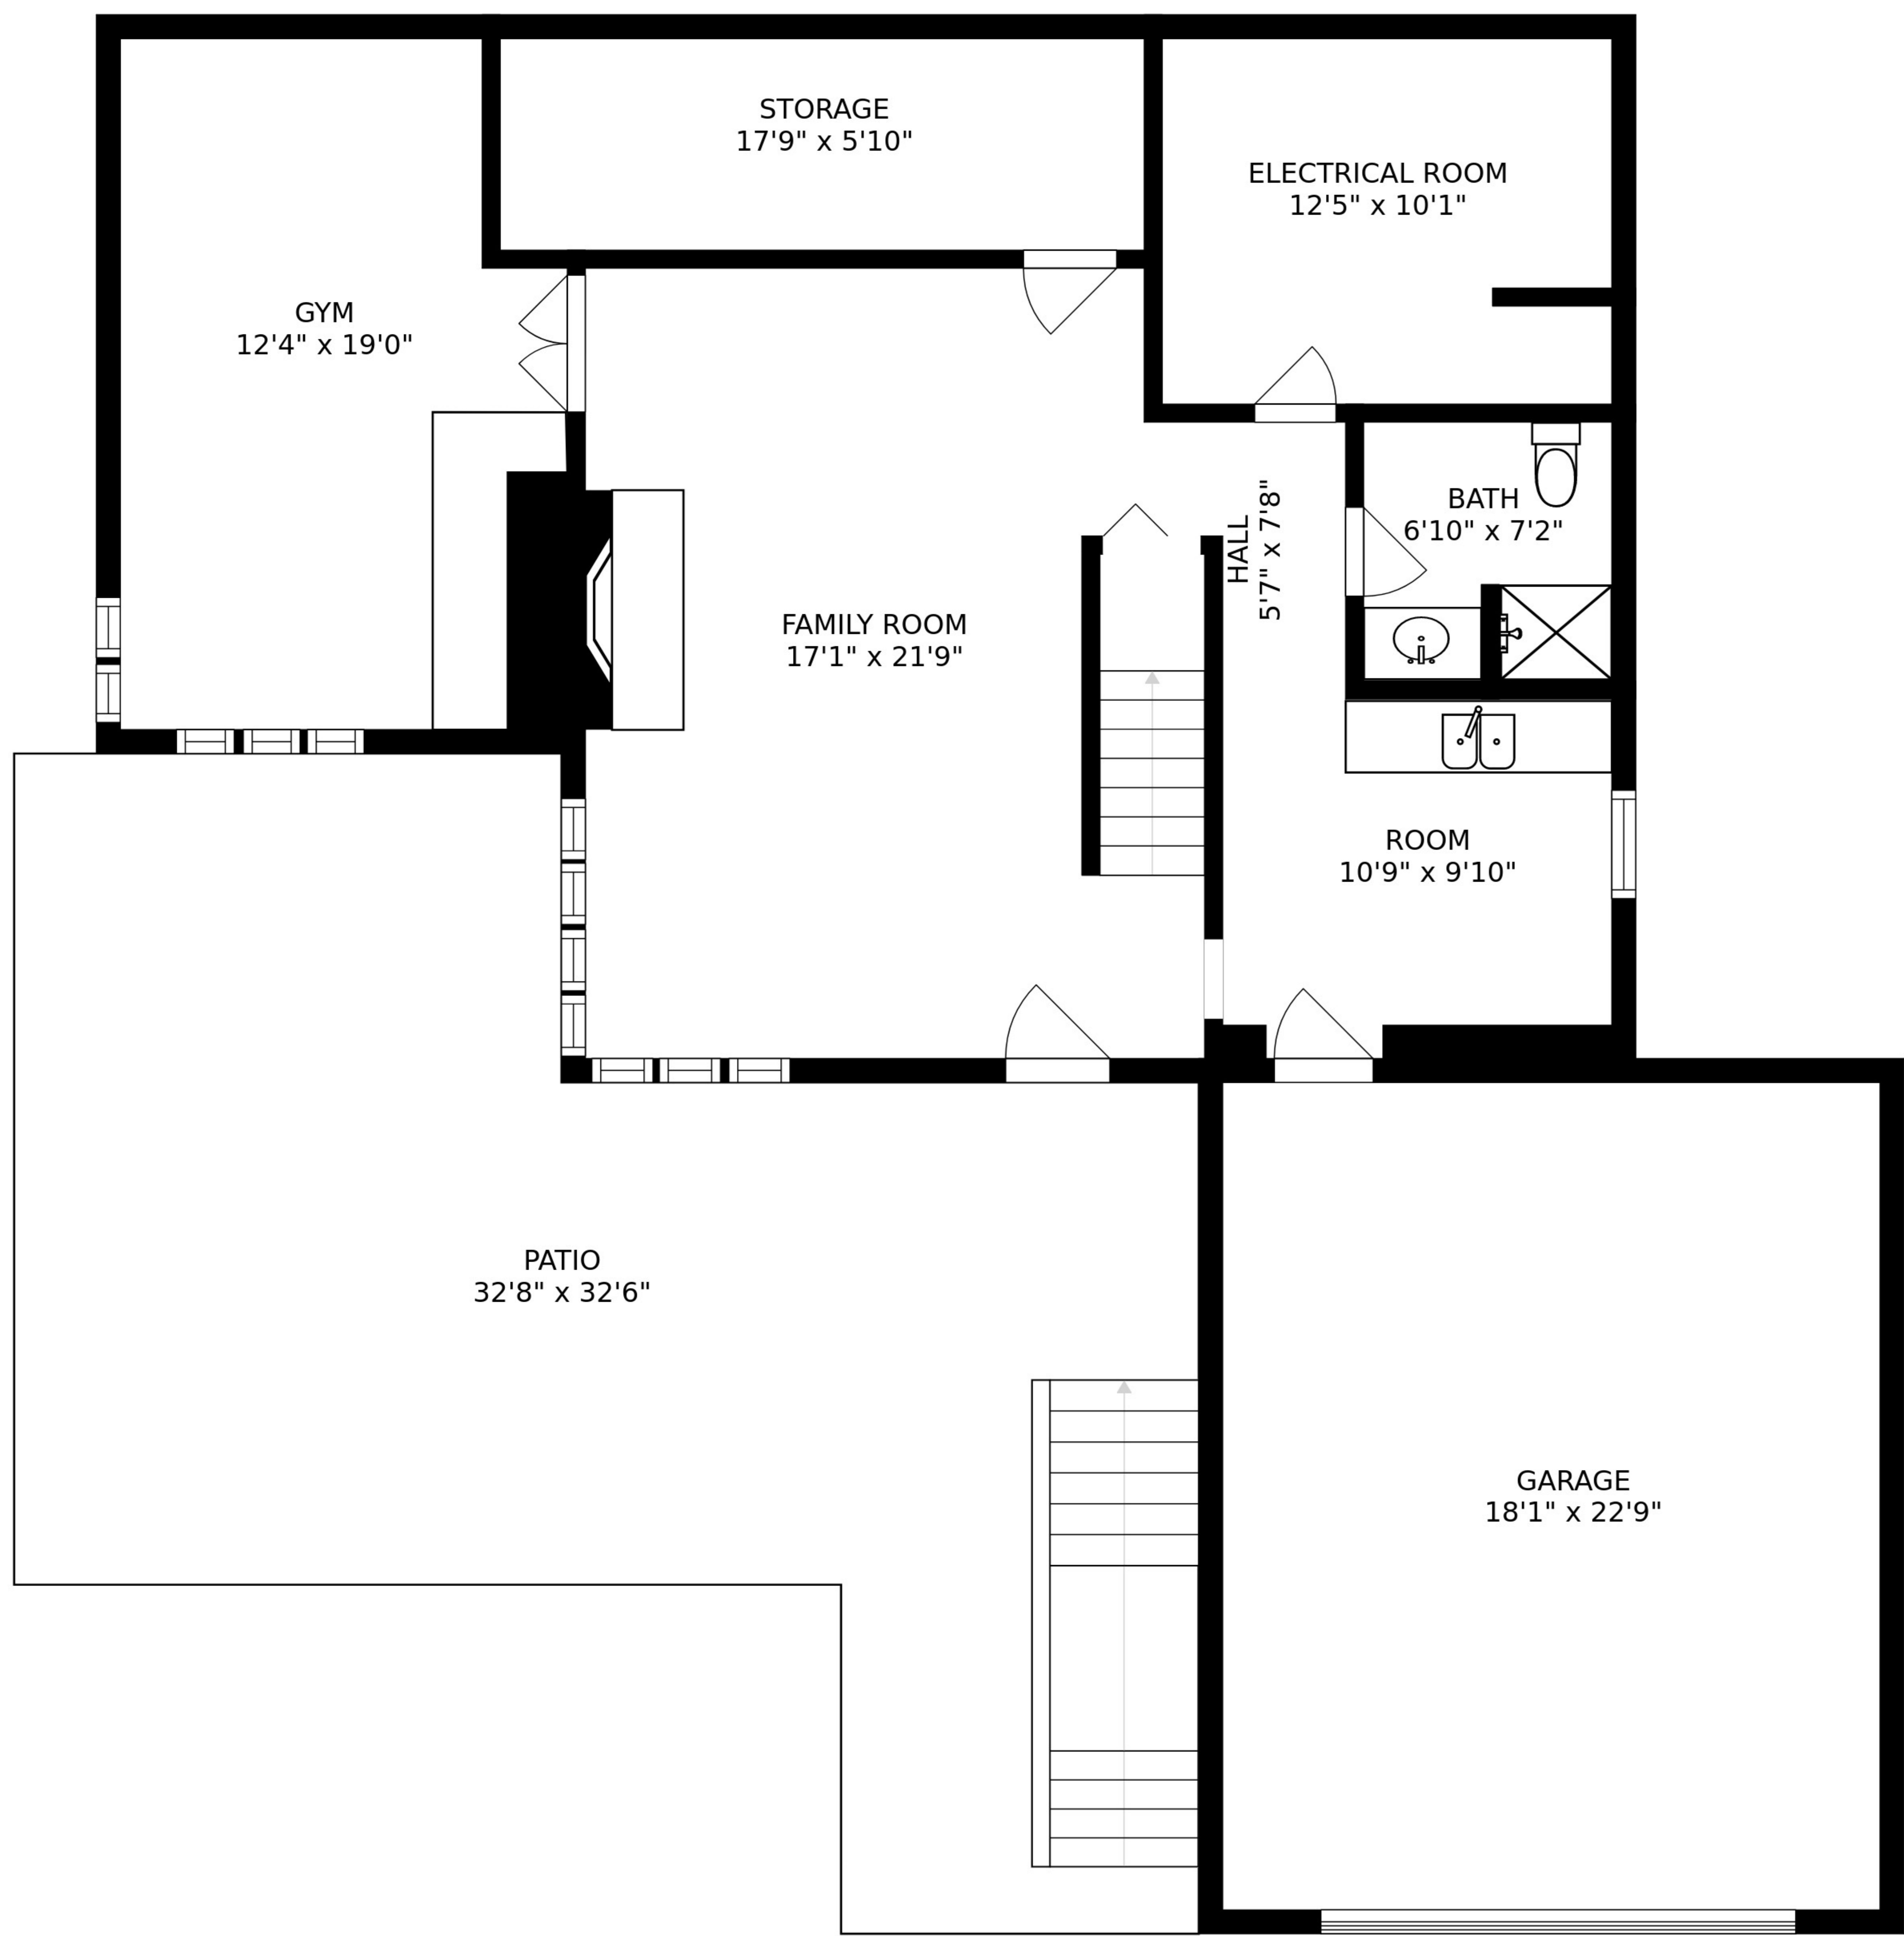 STORAGE
17'9" x 5'10"
ELECTRICAL ROOM
12'5" x 10'1"
GYM
12'4" x 19'0"
BATH
6'10" x 7'2"
HALL
5'7" x 7'8"
FAMILY ROOM
17'1" x 21'9"
ROOM
10'9" x 9'10"
PATIO
32'8" x 32'6"
GARAGE
18'1" x 22'9"